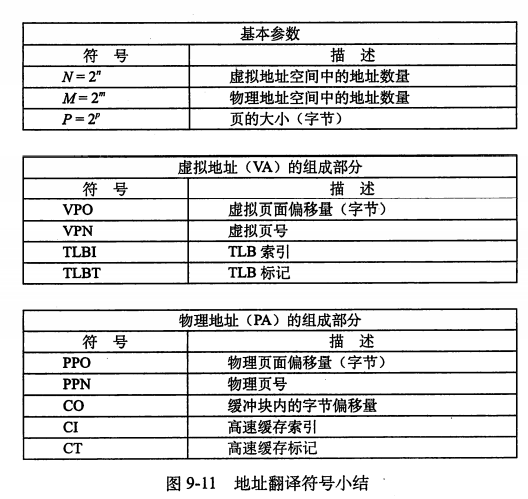 基本参数
符 号 描 述
N = 2ⁿ 虚拟地址空间中的地址数量
M = 2ᵐ 物理地址空间中的地址数量
P = 2ᵖ 页的大小（字节）
虚拟地址（VA）的组成部分
符 号 描 述
VPO 虚拟页面偏移量（字节）
VPN 虚拟页号
TLBI TLB 索引
TLBT TLB 标记
物理地址（PA）的组成部分
符 号 描 述
PPO 物理页面偏移量（字节）
PPN 物理页号
CO 缓冲块内的字节偏移量
CI 高速缓存索引
CT 高速缓存标记
图 9-11 地址翻译符号小结